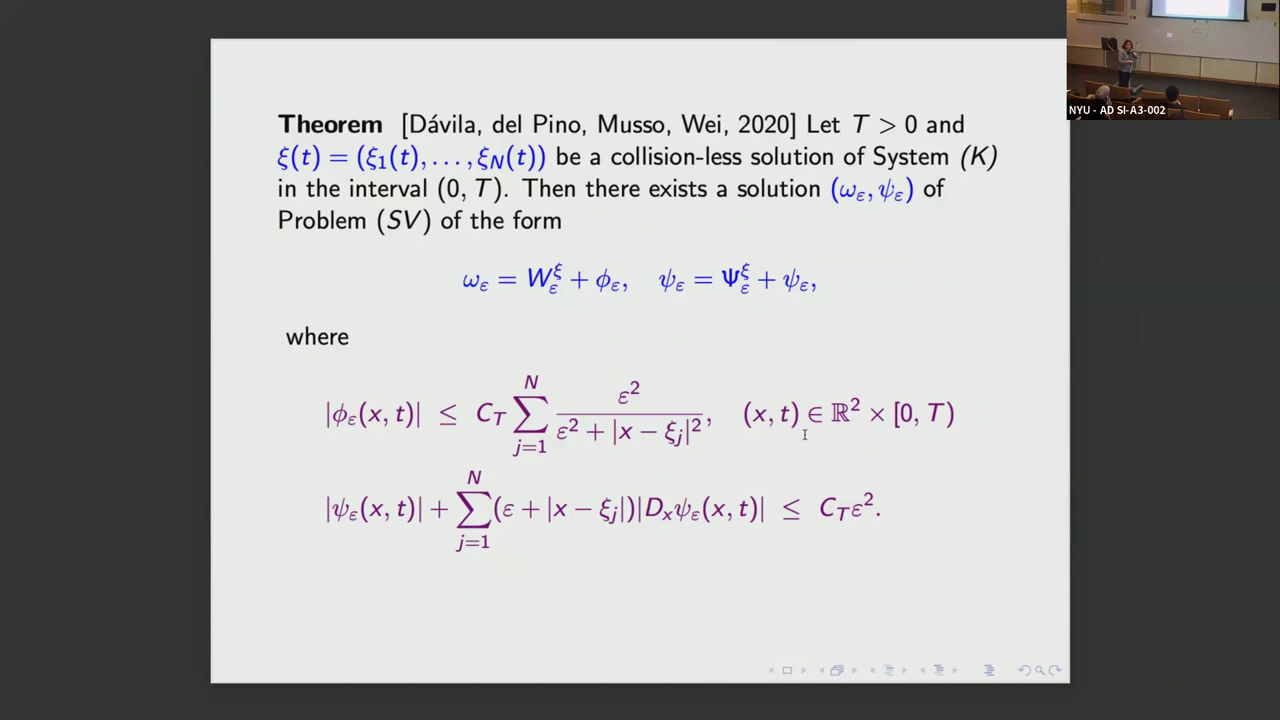 NYU - AD SI-A3-002
Theorem [Dávila, del Pino, Musso, Wei, 2020] Let T > 0 and
ξ(t) = (ξ₁(t), . . . , ξ_N(t)) be a collision-less solution of System (K)
in the interval (0, T). Then there exists a solution (ω_ε, ψ_ε) of
Problem (SV) of the form
ω_ε = W_ε^ξ + ϕ_ε, ψ_ε = Ψ_ε^ξ + ψ_ε,
where
|ϕ_ε(x, t)| ≤ C_T ∑_{j=1}^{N} ε² / (ε² + |x − ξ_j|²), (x, t) ∈ ℝ² × [0, T)
|ψ_ε(x, t)| + ∑_{j=1}^{N} (ε + |x − ξ_j|)|D_xψ_ε(x, t)| ≤ C_T ε².